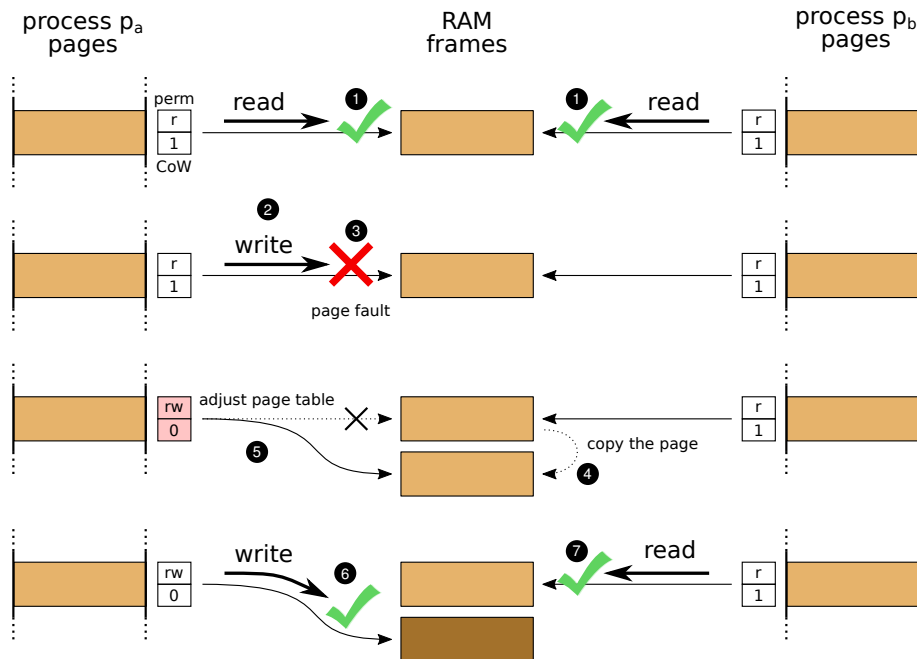 process pa
pages
RAM
frames
process pb
pages
perm
r
1
CoW
read
1
1
read
r
1
r
1
2
write
3
page fault
r
1
rw
0
adjust page table
5
copy the page
4
r
1
rw
0
write
6
7
read
r
1